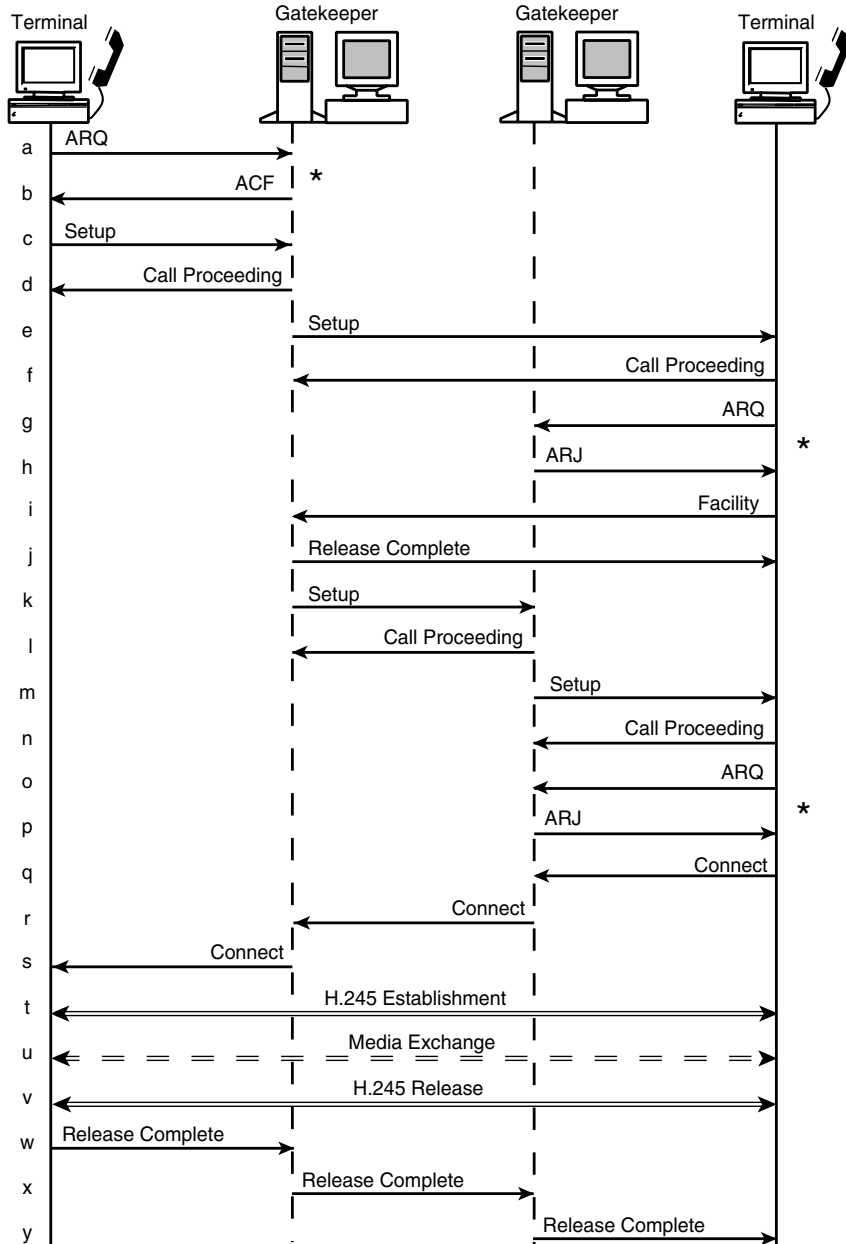 Terminal
Gatekeeper
Gatekeeper
Terminal
a ARQ
b ACF *
c Setup
d Call Proceeding
e Setup
f Call Proceeding
g ARQ
*
h ARJ
i Facility
j Release Complete
k Setup
l Call Proceeding
m Setup
n Call Proceeding
o ARQ
*
p ARJ
q Connect
r Connect
s Connect
t H.245 Establishment
u Media Exchange
v H.245 Release
w Release Complete
x Release Complete
y Release Complete